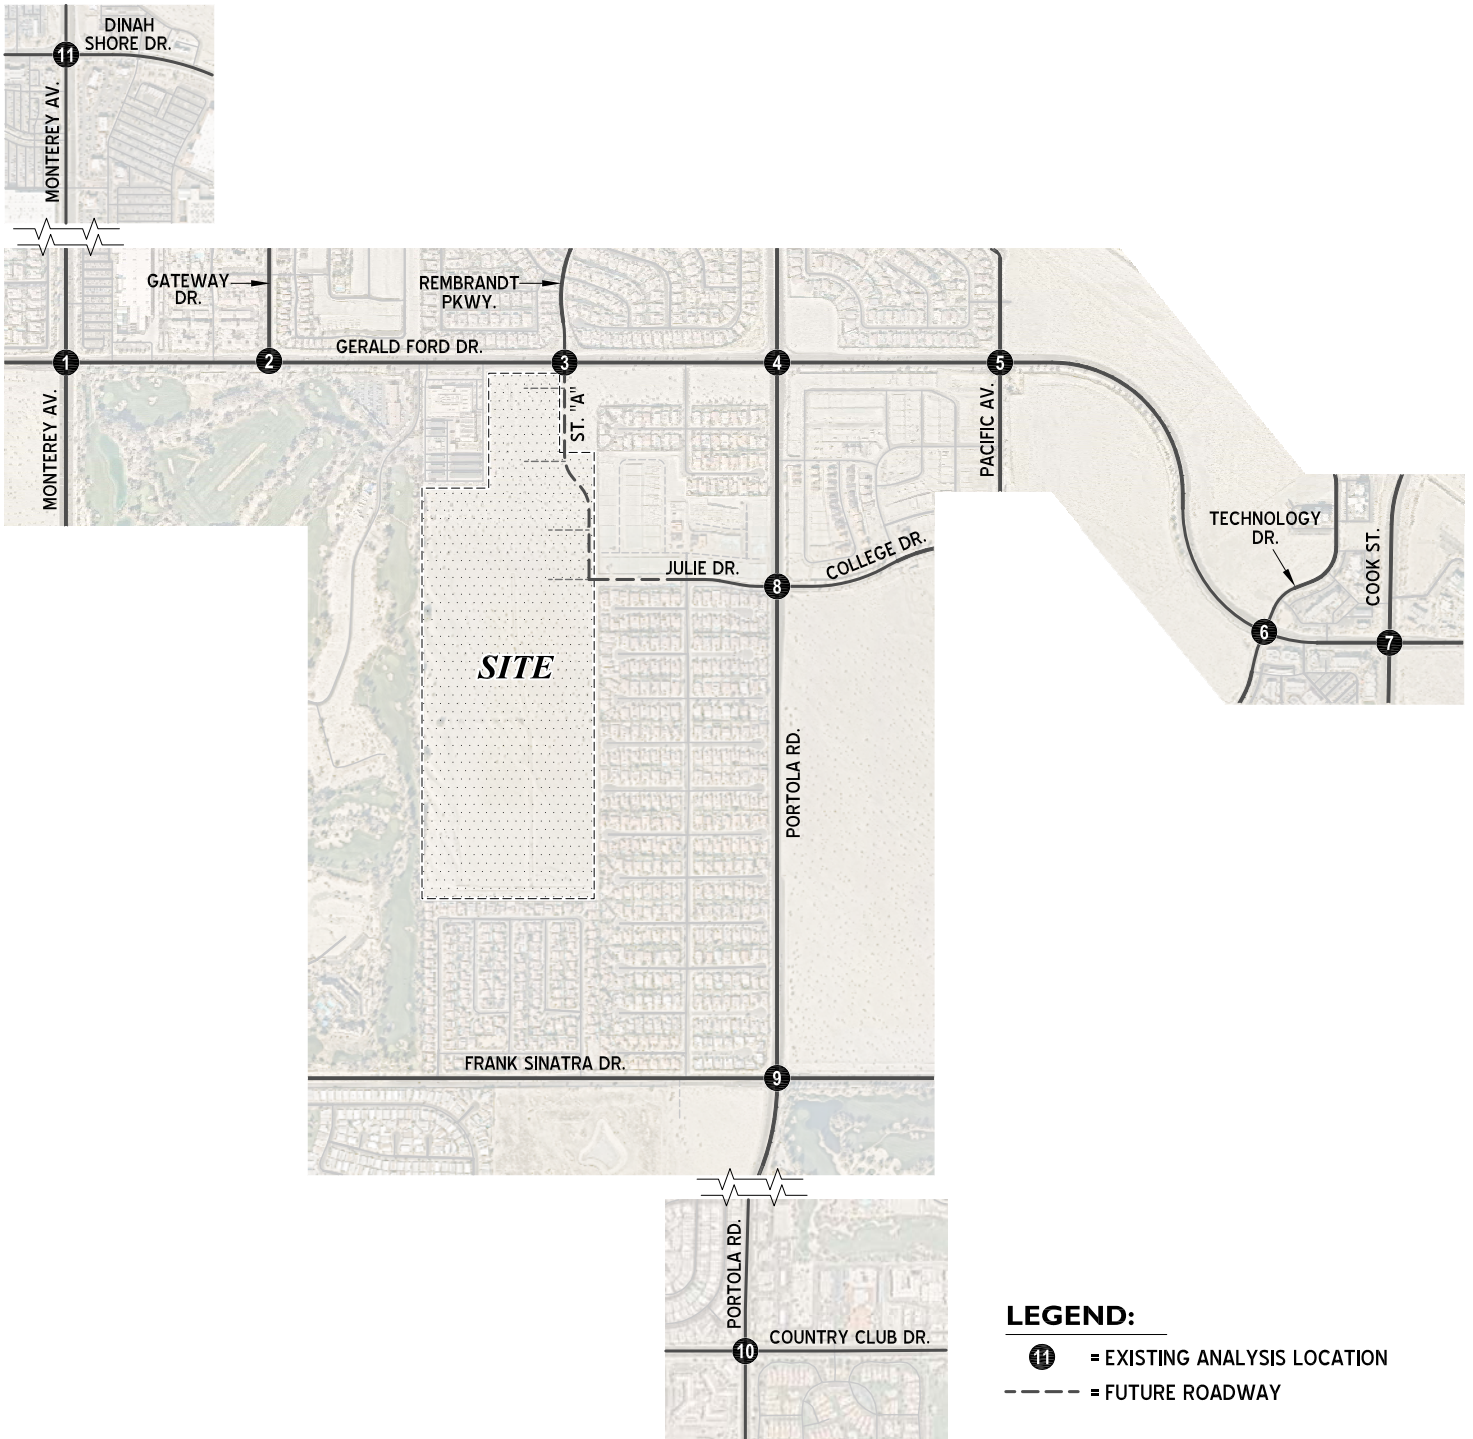 DINAH
SHORE DR.
11
MONTEREY AV.
GATEWAY
DR.
REMBRANDT
PKWY.
GERALD FORD DR.
1
2
3
4
5
MONTEREY AV.
ST. "A"
PACIFIC AV.
TECHNOLOGY
DR.
COOK ST.
JULIE DR.
COLLEGE DR.
8
6
7
SITE
PORTOLA RD.
FRANK SINATRA DR.
9
PORTOLA RD.
COUNTRY CLUB DR.
10
LEGEND:
11 = EXISTING ANALYSIS LOCATION
= FUTURE ROADWAY